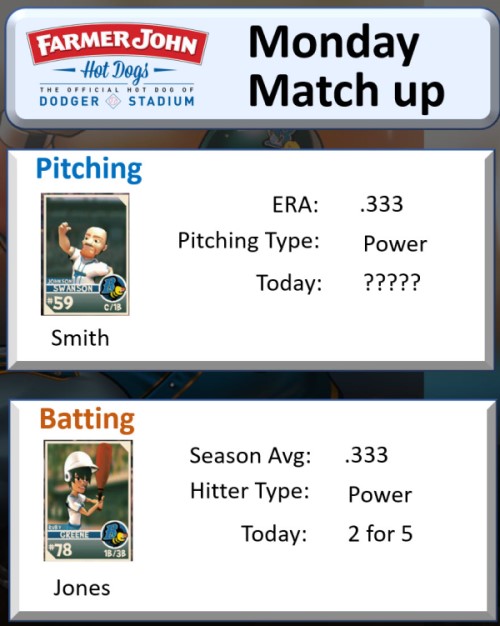 FARMER JOHN
Hot Dogs
THE OFFICIAL HOT DOG OF
DODGER STADIUM
Monday
Match up
Pitching
SWANSON
#59
C/1B
Smith
ERA: .333
Pitching Type: Power
Today: ?????
Batting
GREENE
#78
1B/3B
Jones
Season Avg: .333
Hitter Type: Power
Today: 2 for 5